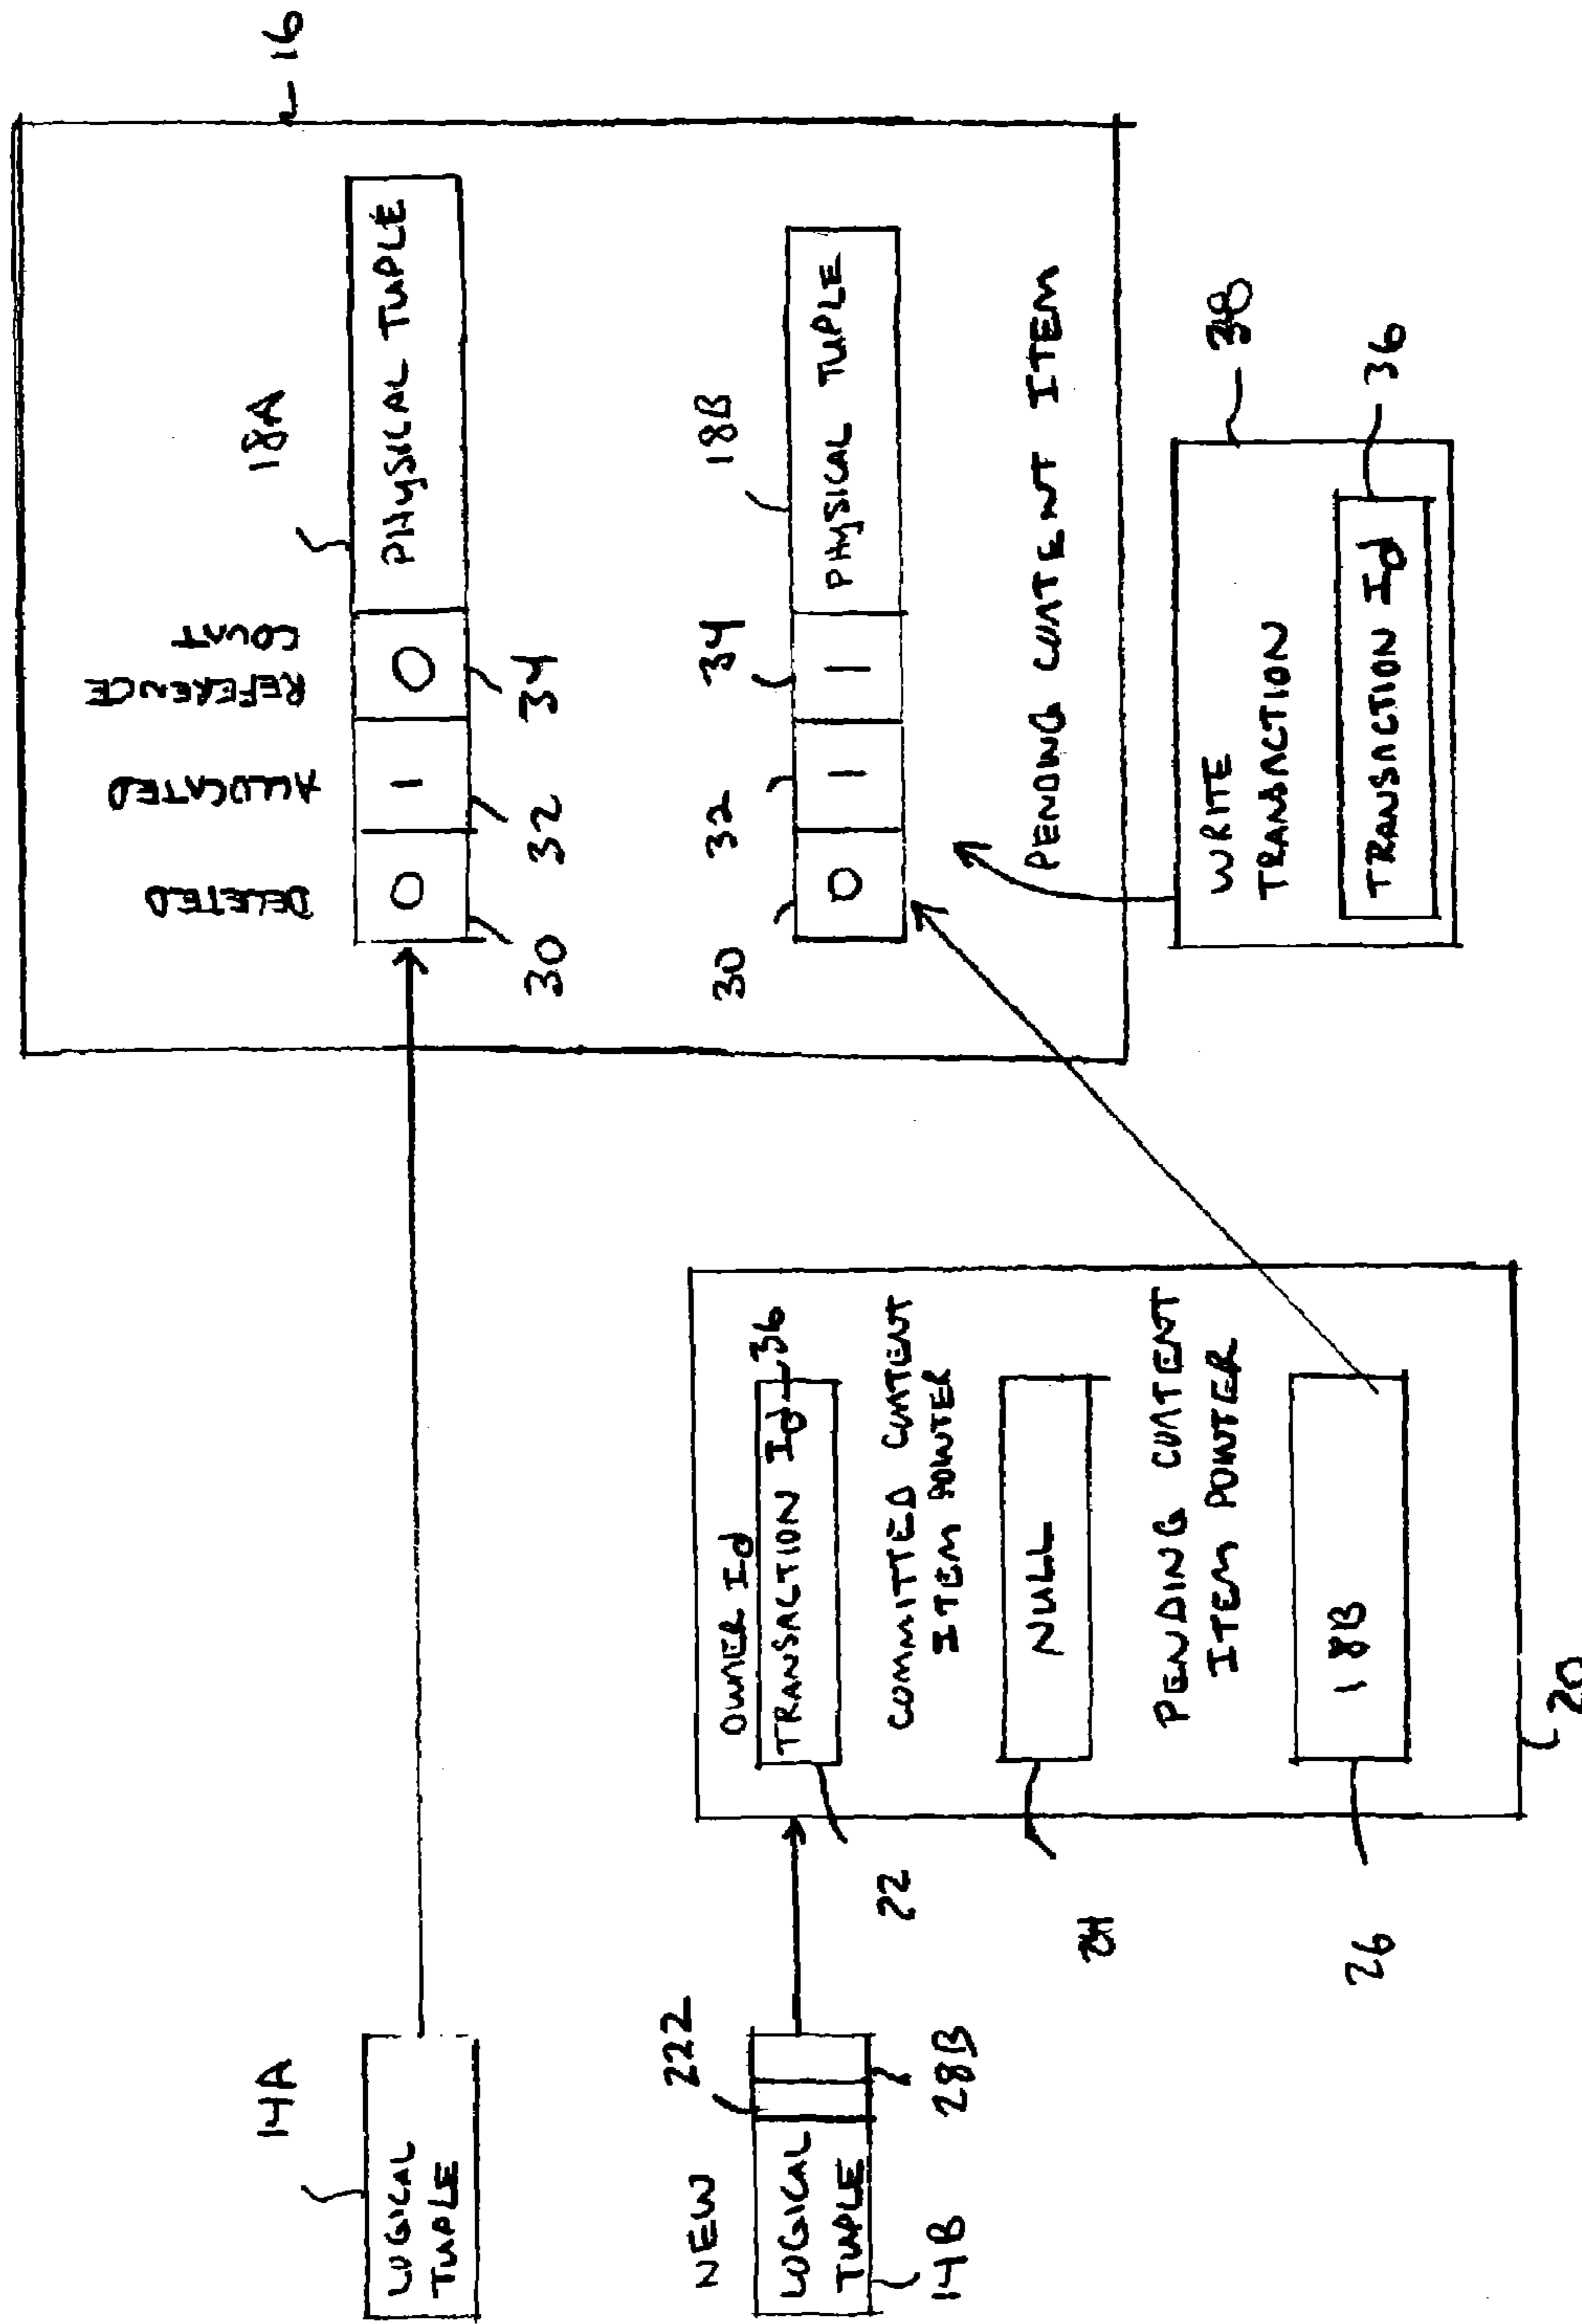 16
DELETED
ALLOCATED
REFERENCE
COUNT
18A
14A
LOGICAL
TUPLE
0
1
0
PHYSICAL TUPLE
30
32
34
NEW
222
LOGICAL
TUPLE
14B
28B
OWNER Id
TRANSACTION Id
36
22
COMMITTED CONTENT
ITEM POINTER
NULL
24
PENDING CONTENT
ITEM POINTER
18B
26
20
30
32
34
18B
0
1
1
PHYSICAL TUPLE
PENDING CONTENT ITEM
WRITE
TRANSACTION
38
TRANSACTION Id
36